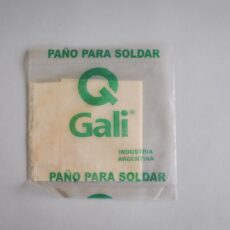 PAÑO PARA SOLDAR
Gali®
INDUSTRIA
ARGENTINA
PAÑO PARA SOLDAR